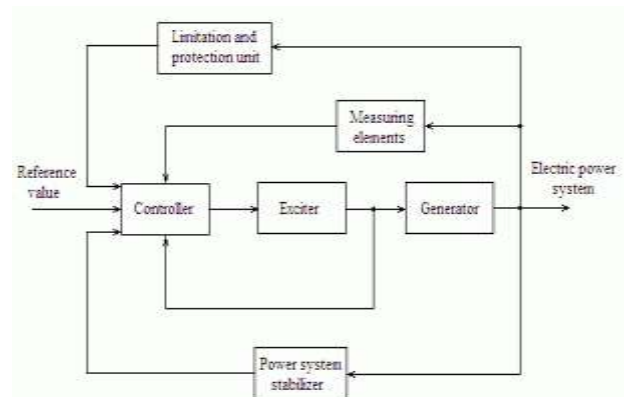 Limitation and
protection unit
Measuring
elements
Reference
value
Electric power
system
Controller
Exciter
Generator
Power system
stabilizer